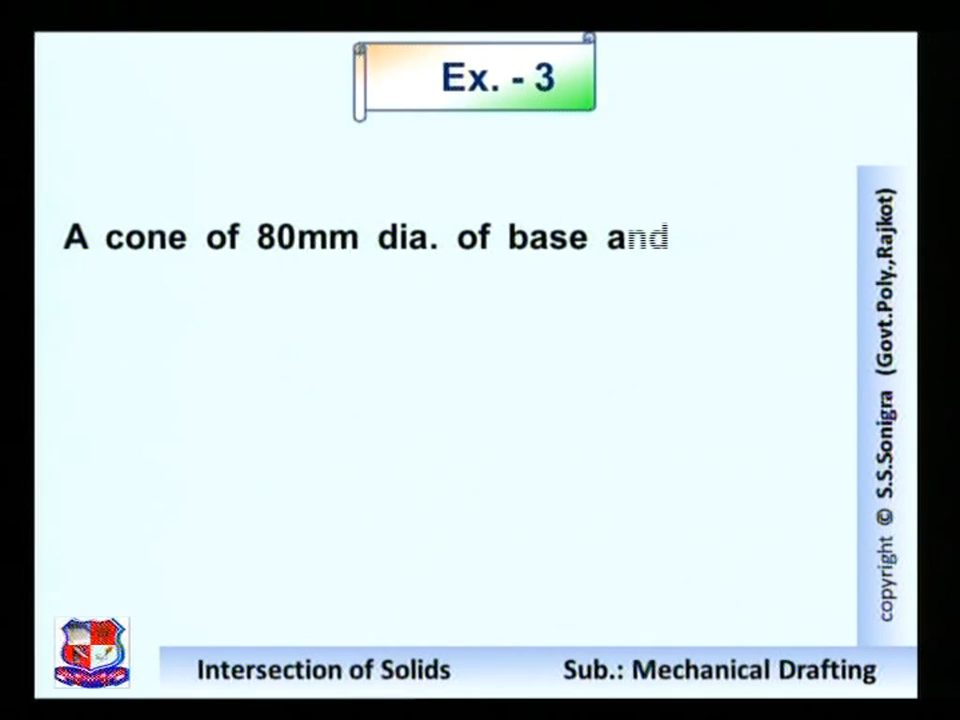 Ex. - 3
A cone of 80mm dia. of base and
copyright © S.S.Sonigra (Govt.Poly.,Rajkot)
Intersection of Solids
Sub.: Mechanical Drafting